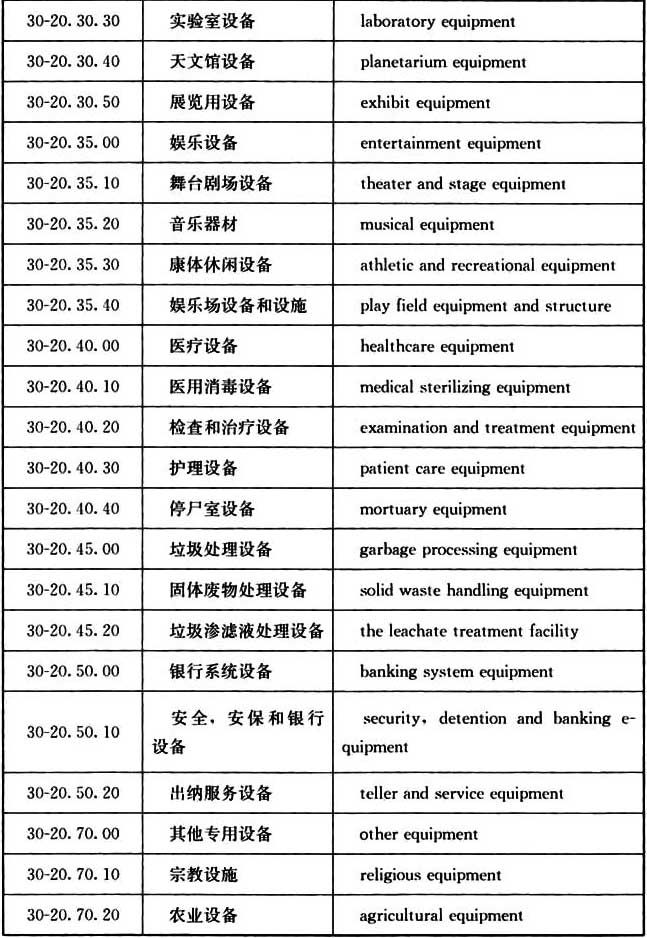 30-20. 30. 30 实验室设备 laboratory equipment
30-20. 30. 40 天文馆设备 planetarium equipment
30-20. 30. 50 展览用设备 exhibit equipment
30-20. 35. 00 娱乐设备 entertainment equipment
30-20. 35. 10 舞台剧场设备 theater and stage equipment
30-20. 35. 20 音乐器材 musical equipment
30-20. 35. 30 康体休闲设备 athletic and recreational equipment
30-20. 35. 40 娱乐场设备和设施 play field equipment and structure
30-20. 40. 00 医疗设备 healthcare equipment
30-20. 40. 10 医用消毒设备 medical sterilizing equipment
30-20. 40. 20 检查和治疗设备 examination and treatment equipment
30-20. 40. 30 护理设备 patient care equipment
30-20. 40. 40 停尸室设备 mortuary equipment
30-20. 45. 00 垃圾处理设备 garbage processing equipment
30-20. 45. 10 固体废物处理设备 solid waste handling equipment
30-20. 45. 20 垃圾渗滤液处理设备 the leachate treatment facility
30-20. 50. 00 银行系统设备 banking system equipment
30-20. 50. 10
安全，安保和银行
设备
security, detention and banking e-
quipment
30-20. 50. 20 出纳服务设备 teller and service equipment
30-20. 70. 00 其他专用设备 other equipment
30-20. 70. 10 宗教设施 religious equipment
30-20. 70. 20 农业设备 agricultural equipment